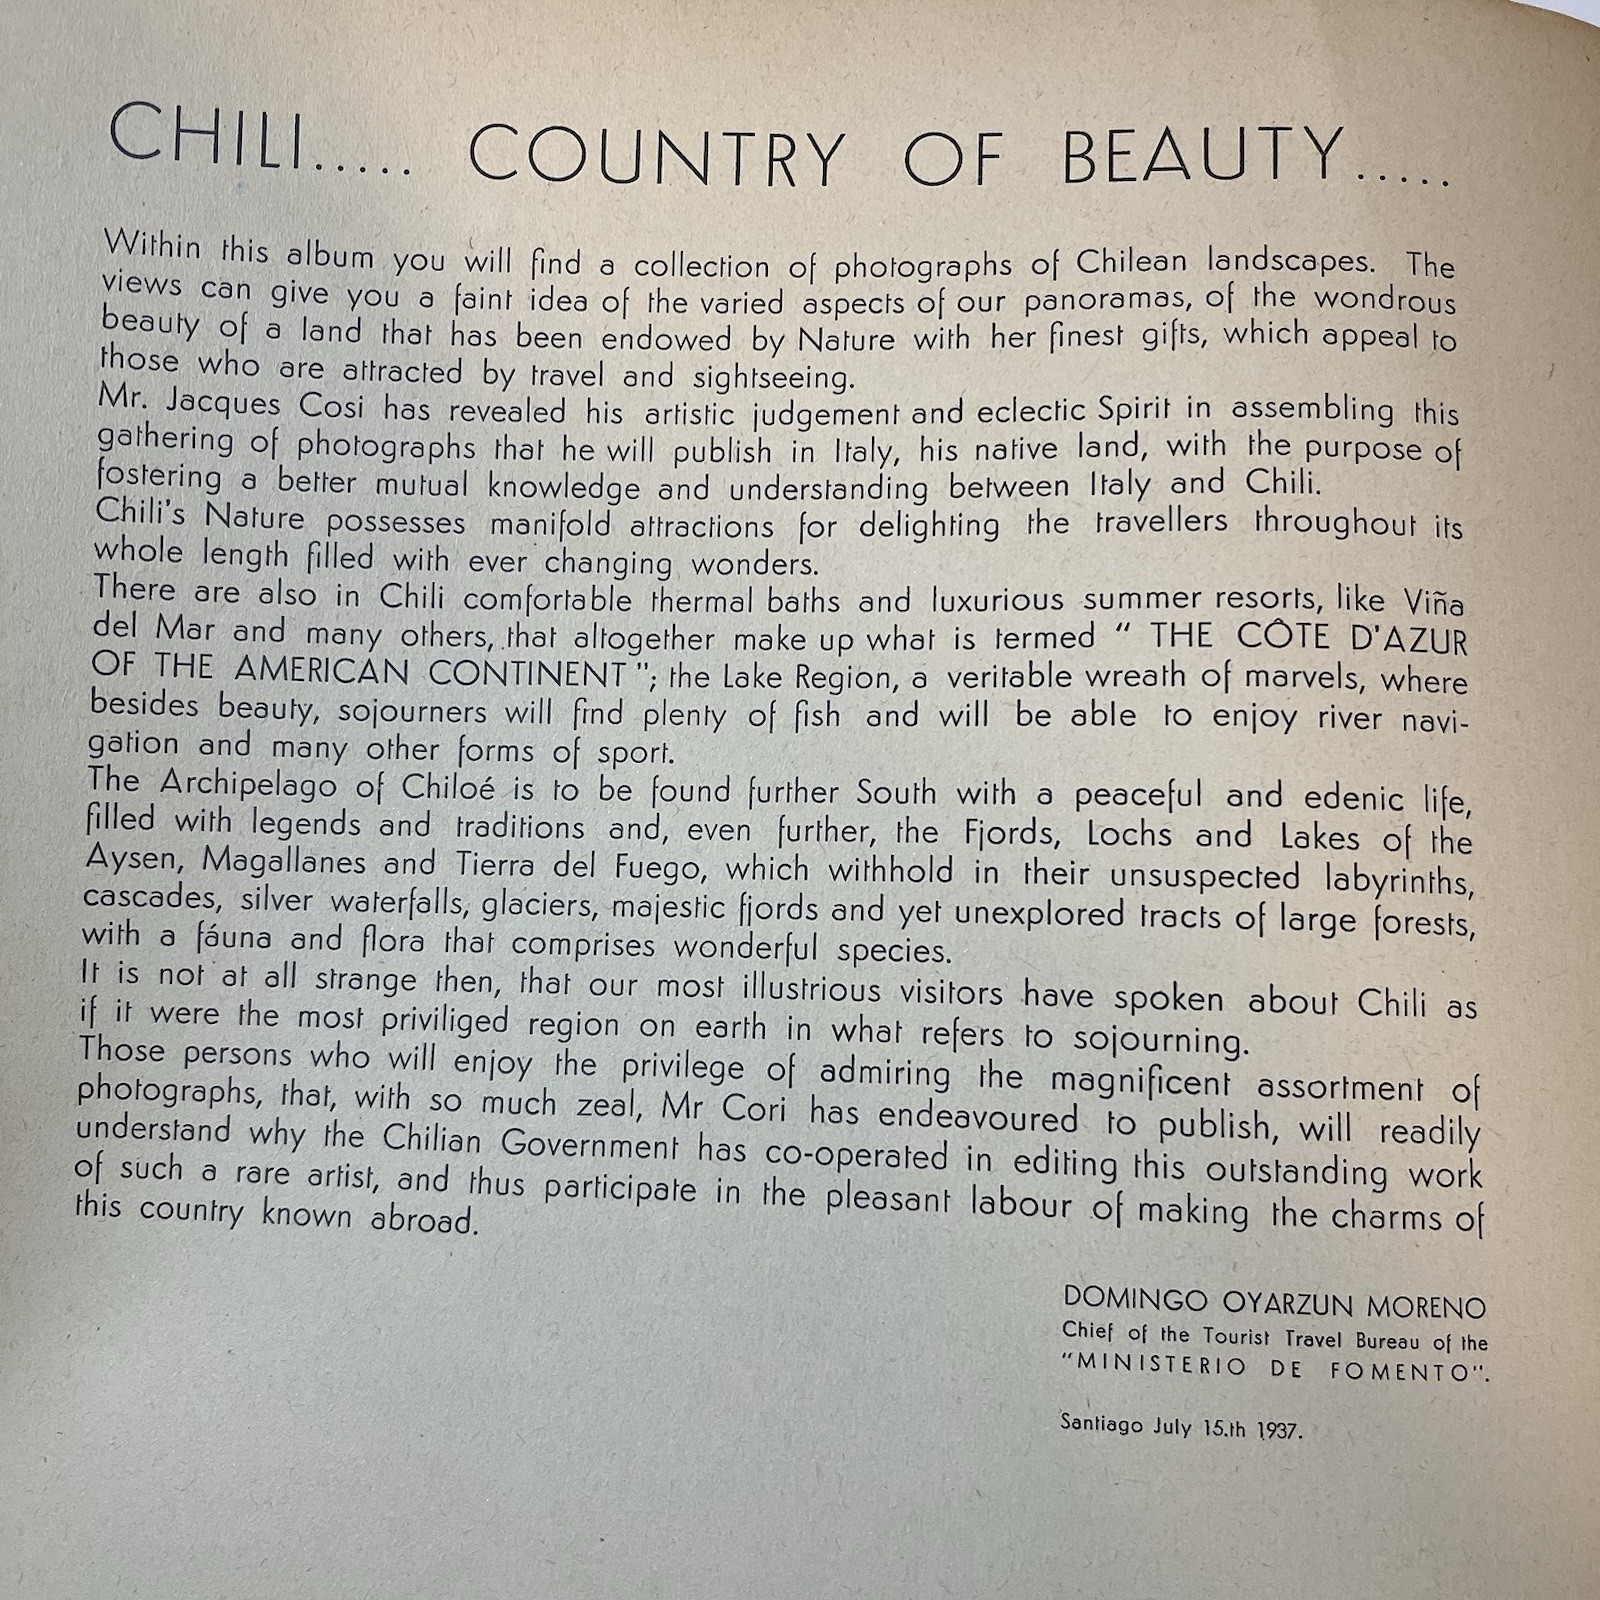 CHILI..... COUNTRY OF BEAUTY.....
Within this album you will find a collection of photographs of Chilean landscapes. The
views can give you a faint idea of the varied aspects of our panoramas, of the wondrous
beauty of a land that has been endowed by Nature with her finest gifts, which appeal to
those who are attracted by travel and sightseeing.
Mr. Jacques Cosi has revealed his artistic judgement and eclectic Spirit in assembling this
gathering of photographs that he will publish in Italy, his native land, with the purpose of
fostering a better mutual knowledge and understanding between Italy and Chili.
Chili's Nature possesses manifold attractions for delighting the travellers throughout its
whole length filled with ever changing wonders.
There are also in Chili comfortable thermal baths and luxurious summer resorts, like Viña
del Mar and many others, that altogether make up what is termed " THE CÔTE D'AZUR
OF THE AMERICAN CONTINENT "; the Lake Region, a veritable wreath of marvels, where
besides beauty, sojourners will find plenty of fish and will be able to enjoy river navi-
gation and many other forms of sport.
The Archipelago of Chiloé is to be found further South with a peaceful and edenic life,
filled with legends and traditions and, even further, the Fjords, Lochs and Lakes of the
Aysen, Magallanes and Tierra del Fuego, which withhold in their unsuspected labyrinths,
cascades, silver waterfalls, glaciers, majestic fjords and yet unexplored tracts of large forests,
with a fáuna and flora that comprises wonderful species.
It is not at all strange then, that our most illustrious visitors have spoken about Chili as
if it were the most priviliged region on earth in what refers to sojourning.
Those persons who will enjoy the privilege of admiring the magnificent assortment of
photographs, that, with so much zeal, Mr Cori has endeavoured to publish, will readily
understand why the Chilian Government has co-operated in editing this outstanding work
of such a rare artist, and thus participate in the pleasant labour of making the charms of
this country known abroad.
DOMINGO OYARZUN MORENO
Chief of the Tourist Travel Bureau of the
"MINISTERIO DE FOMENTO".
Santiago July 15.th 1937.